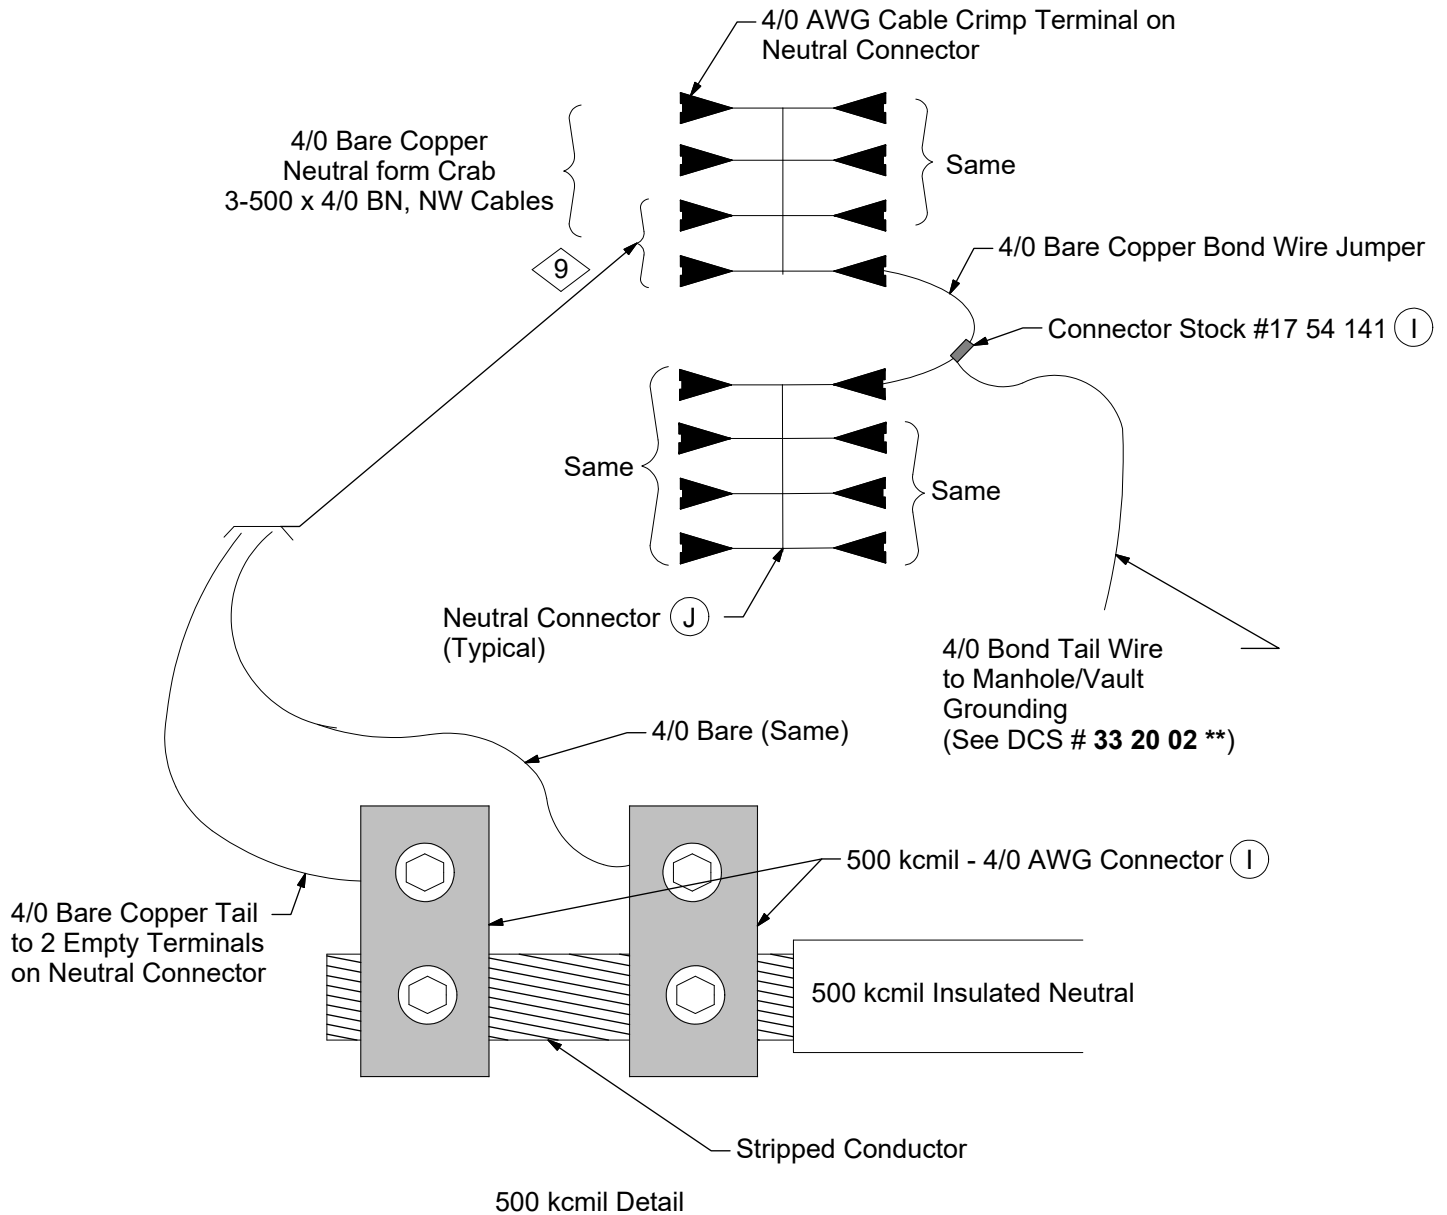 4/0 AWG Cable Crimp Terminal on
Neutral Connector
4/0 Bare Copper
Neutral form Crab
3-500 x 4/0 BN, NW Cables
Same
9
4/0 Bare Copper Bond Wire Jumper
Connector Stock #17 54 141 I
Same
Same
Neutral Connector J
(Typical)
4/0 Bond Tail Wire
to Manhole/Vault
Grounding
(See DCS # 33 20 02 **)
4/0 Bare (Same)
500 kcmil - 4/0 AWG Connector I
4/0 Bare Copper Tail
to 2 Empty Terminals
on Neutral Connector
500 kcmil Insulated Neutral
Stripped Conductor
500 kcmil Detail